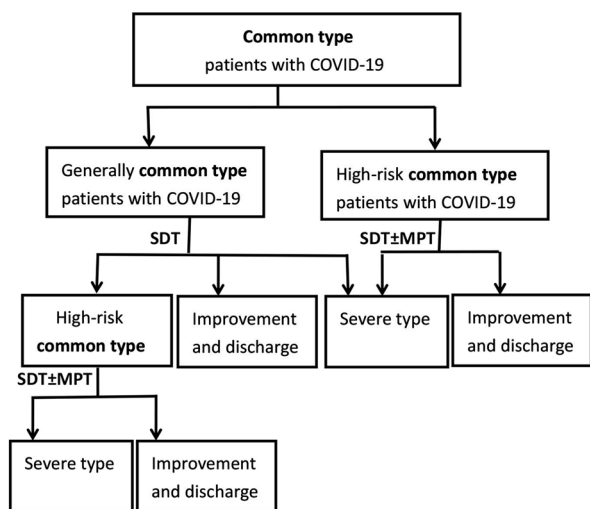 Common type
patients with COVID-19
Generally common type
patients with COVID-19
High-risk common type
patients with COVID-19
SDT
SDT±MPT
High-risk
common type
Improvement
and discharge
Severe type
Improvement
and discharge
SDT±MPT
Severe type
Improvement
and discharge